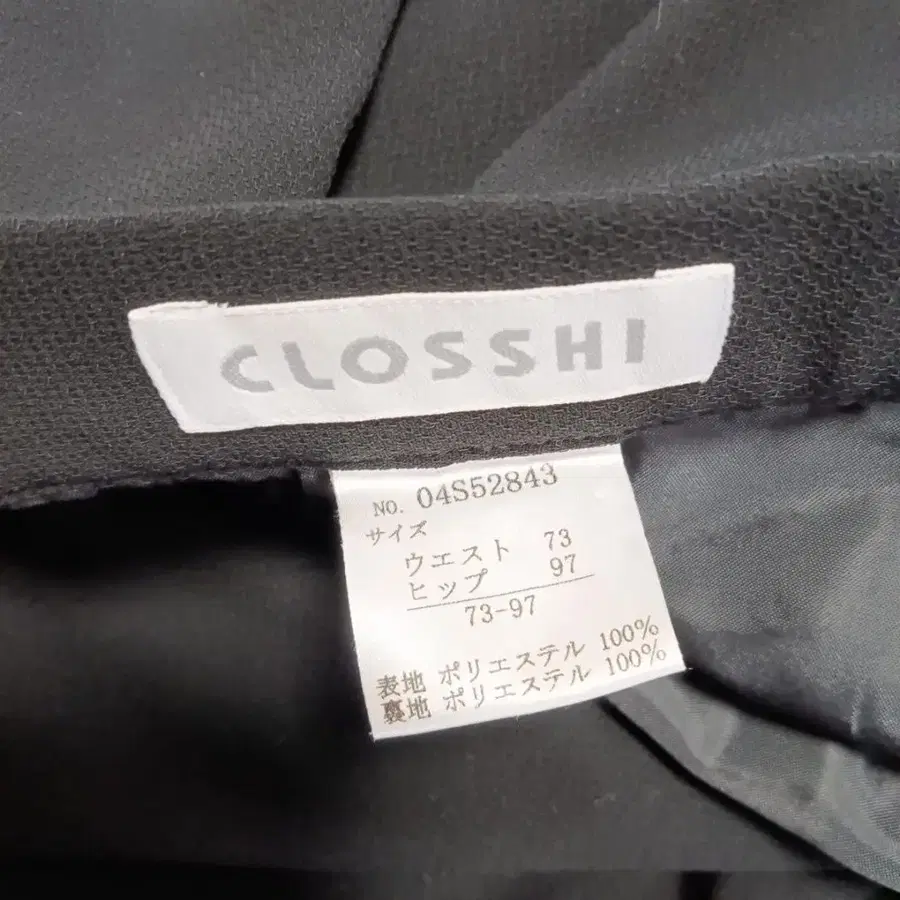 CLOSSHI
NO. 04S52843
サイズ
ウエスト 73
ヒップ 97
73-97
表地 ポリエステル 100%
裏地 ポリエステル 100%